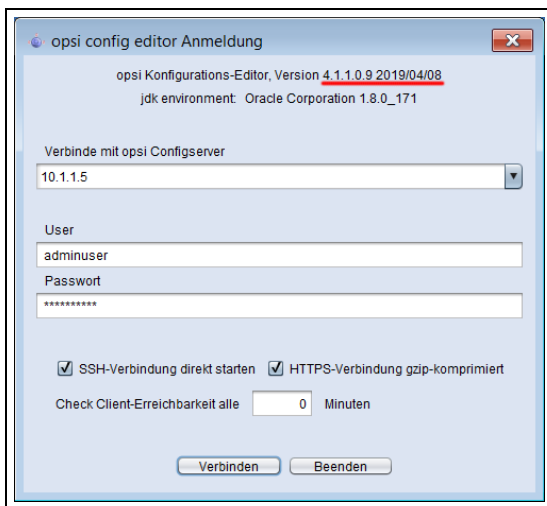 opsi config editor Anmeldung
opsi Konfigurations-Editor, Version 4.1.1.0.9 2019/04/08
jdk environment: Oracle Corporation 1.8.0_171
Verbinde mit opsi Configserver
10.1.1.5
User
adminuser
Passwort
**********
SSH-Verbindung direkt starten HTTPS-Verbindung gzip-komprimiert
Check Client-Erreichbarkeit alle 0 Minuten
Verbinden Beenden